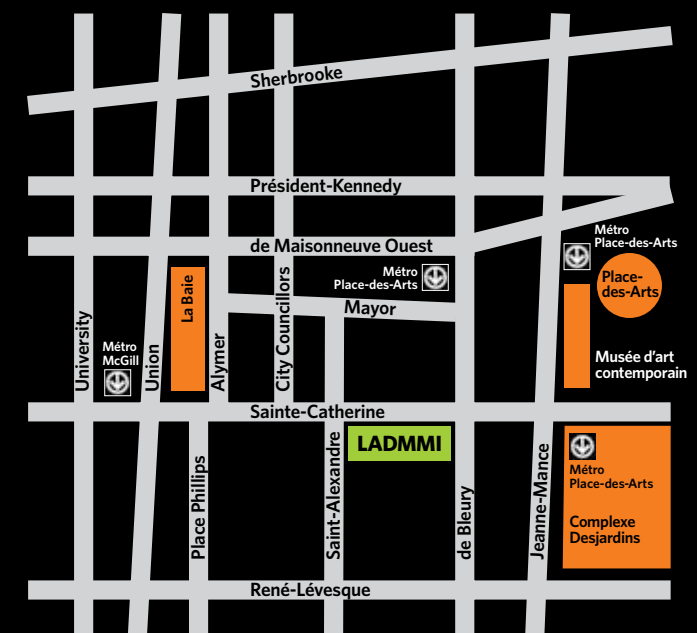 Sherbrooke
Président-Kennedy
de Maisonneuve Ouest
Métro
Place-des-Arts
Métro
Place-des-Arts
Place-
des-Arts
La Baie
Mayor
University
Métro
McGill
Union
Alymer
City Councillors
Musée d'art
contemporain
Sainte-Catherine
LADMMI
Place Phillips
Saint-Alexandre
de Bleury
Jeanne-Mance
Métro
Place-des-Arts
Complexe
Desjardins
René-Lévesque